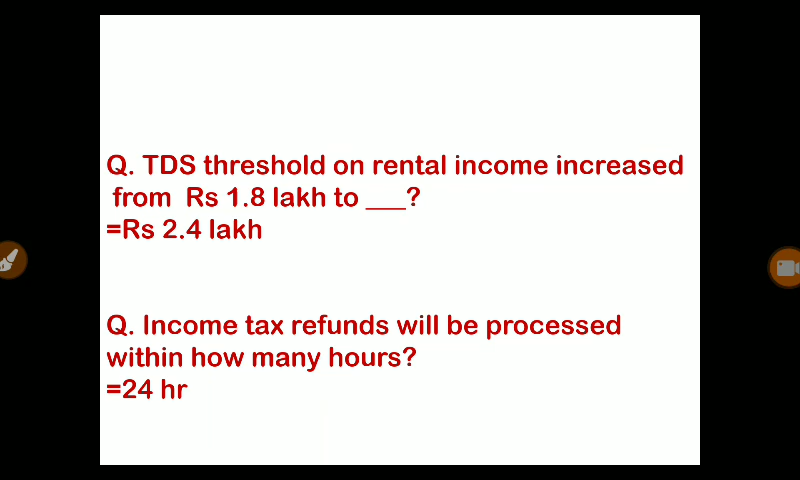 Q. TDS threshold on rental income increased
from Rs 1.8 lakh to ___?
=Rs 2.4 lakh
Q. Income tax refunds will be processed
within how many hours?
=24 hr